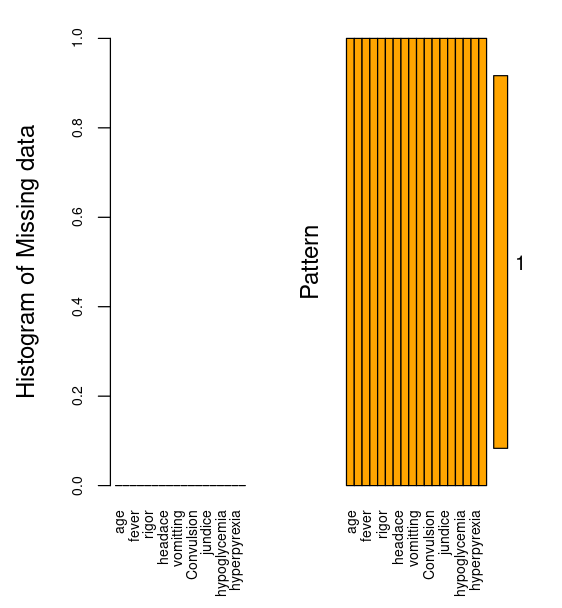 Histogram of Missing data
1.0
0.8
0.6
0.4
0.2
0.0
age
fever
rigor
headace
vomitting
Convulsion
jundice
hypoglycemia
hyperpyrexia
Pattern
1
age
fever
rigor
headace
vomitting
Convulsion
jundice
hypoglycemia
hyperpyrexia